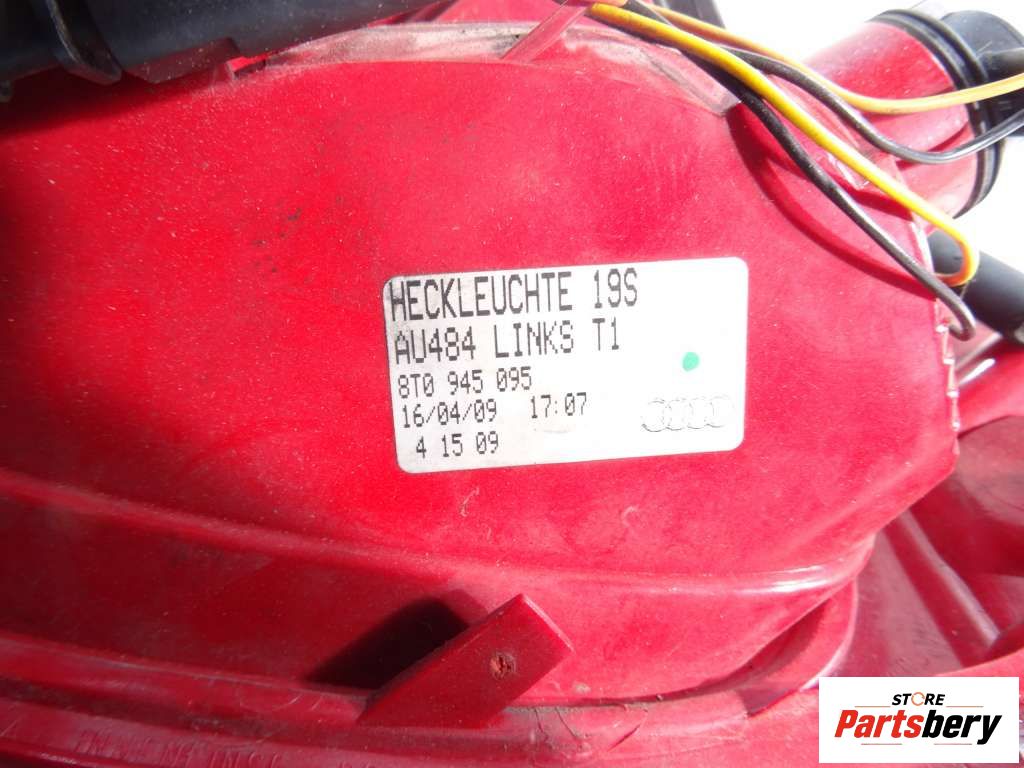 HECKLEUCHTE 19S
AU484 LINKS T1
8T0 945 095
16/04/09 17:07
4 15 09
STORE
Partsbery